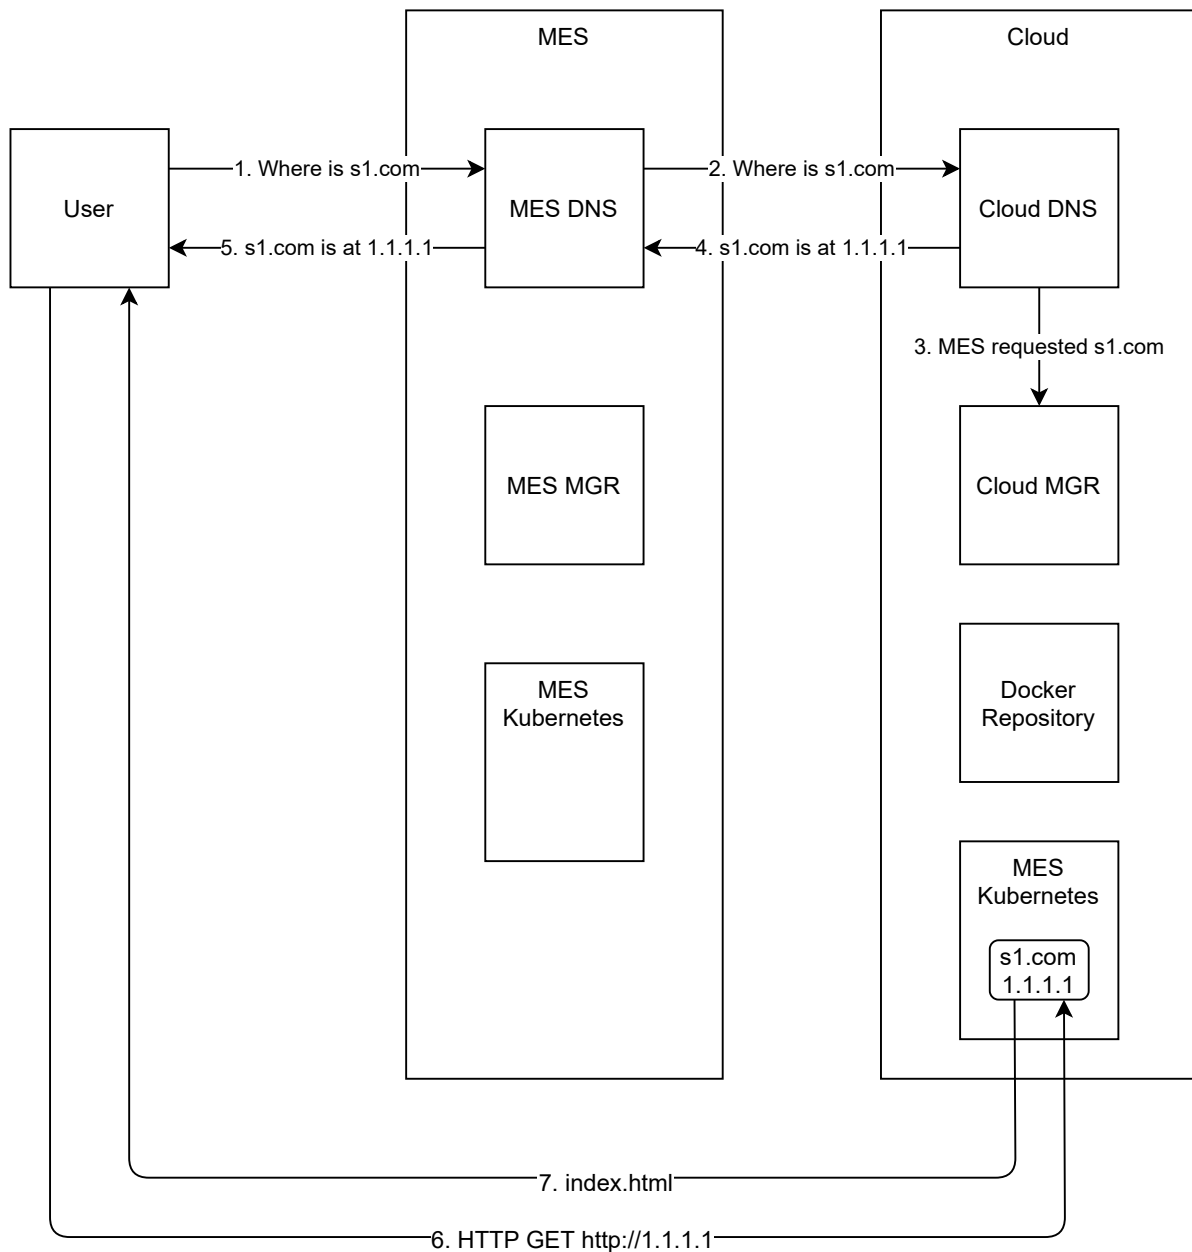 MES
Cloud
User
1. Where is s1.com
MES DNS
2. Where is s1.com
Cloud DNS
5. s1.com is at 1.1.1.1
4. s1.com is at 1.1.1.1
3. MES requested s1.com
MES MGR
Cloud MGR
MES
Kubernetes
Docker
Repository
MES
Kubernetes
s1.com
1.1.1.1
7. index.html
6. HTTP GET http://1.1.1.1